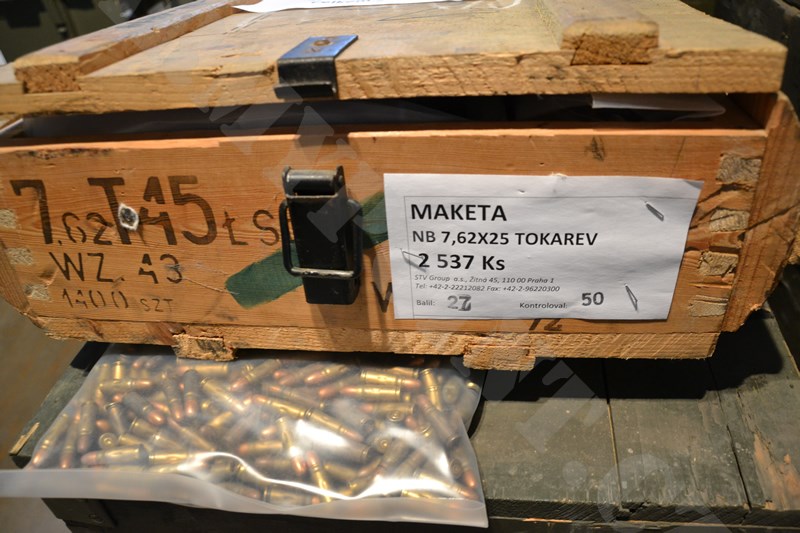 7,62 T45 Ł S
WZ. 43
1400 SZT
MAKETA
NB 7,62X25 TOKAREV
2 537 Ks
STV Group a.s., Žitná 45, 110 00 Praha 1
Tel: +42-2-22212082 Fax: +42-2-96220300
Balil: 27 Kontroloval: 50
72